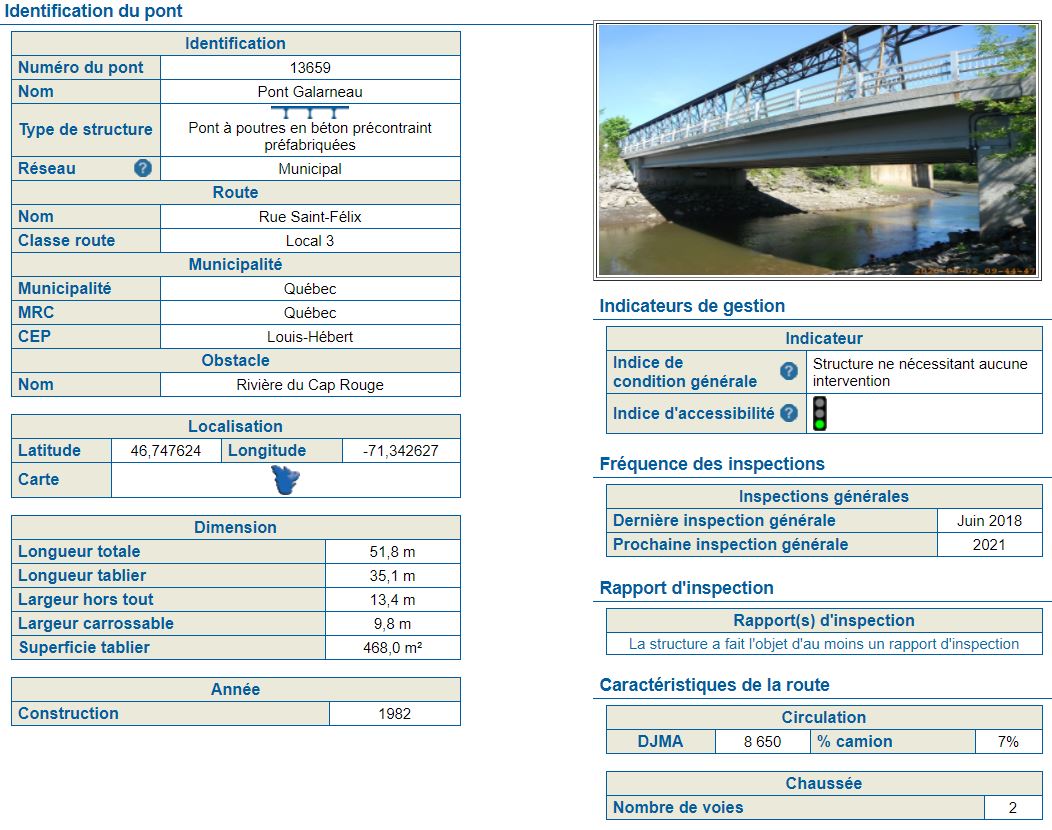 Identification du pont
Identification
Numéro du pont 13659
Nom Pont Galarneau
Type de structure Pont à poutres en béton précontraint
préfabriquées
Réseau ? Municipal
Route
Nom Rue Saint-Félix
Classe route Local 3
Municipalité
Municipalité Québec
MRC Québec
CEP Louis-Hébert
Obstacle
Nom Rivière du Cap Rouge
Localisation
Latitude 46,747624 Longitude -71,342627
Carte
Dimension
Longueur totale 51,8 m
Longueur tablier 35,1 m
Largeur hors tout 13,4 m
Largeur carrossable 9,8 m
Superficie tablier 468,0 m²
Année
Construction 1982
2020-06-02 09-44-47
Indicateurs de gestion
Indicateur
Indice de
condition générale ? Structure ne nécessitant aucune
intervention
Indice d'accessibilité ?
Fréquence des inspections
Inspections générales
Dernière inspection générale Juin 2018
Prochaine inspection générale 2021
Rapport d'inspection
Rapport(s) d'inspection
La structure a fait l'objet d'au moins un rapport d'inspection
Caractéristiques de la route
Circulation
DJMA 8 650 % camion 7%
Chaussée
Nombre de voies 2